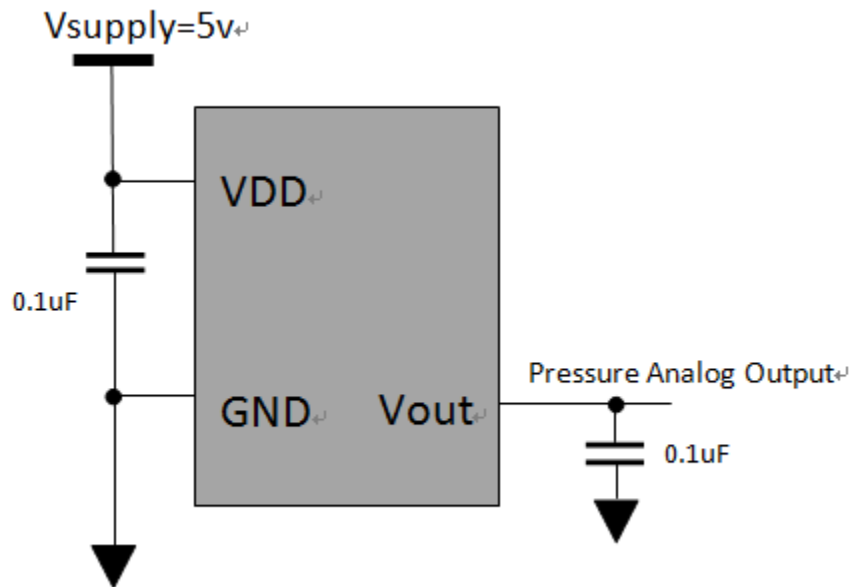 Vsupply=5v
VDD
0.1uF
Pressure Analog Output
GND
Vout
0.1uF